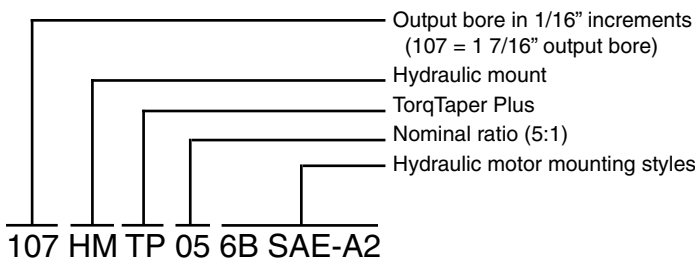 Output bore in 1/16” increments
(107 = 1 7/16” output bore)
Hydraulic mount
TorqTaper Plus
Nominal ratio (5:1)
Hydraulic motor mounting styles
107 HM TP 05 6B SAE-A2